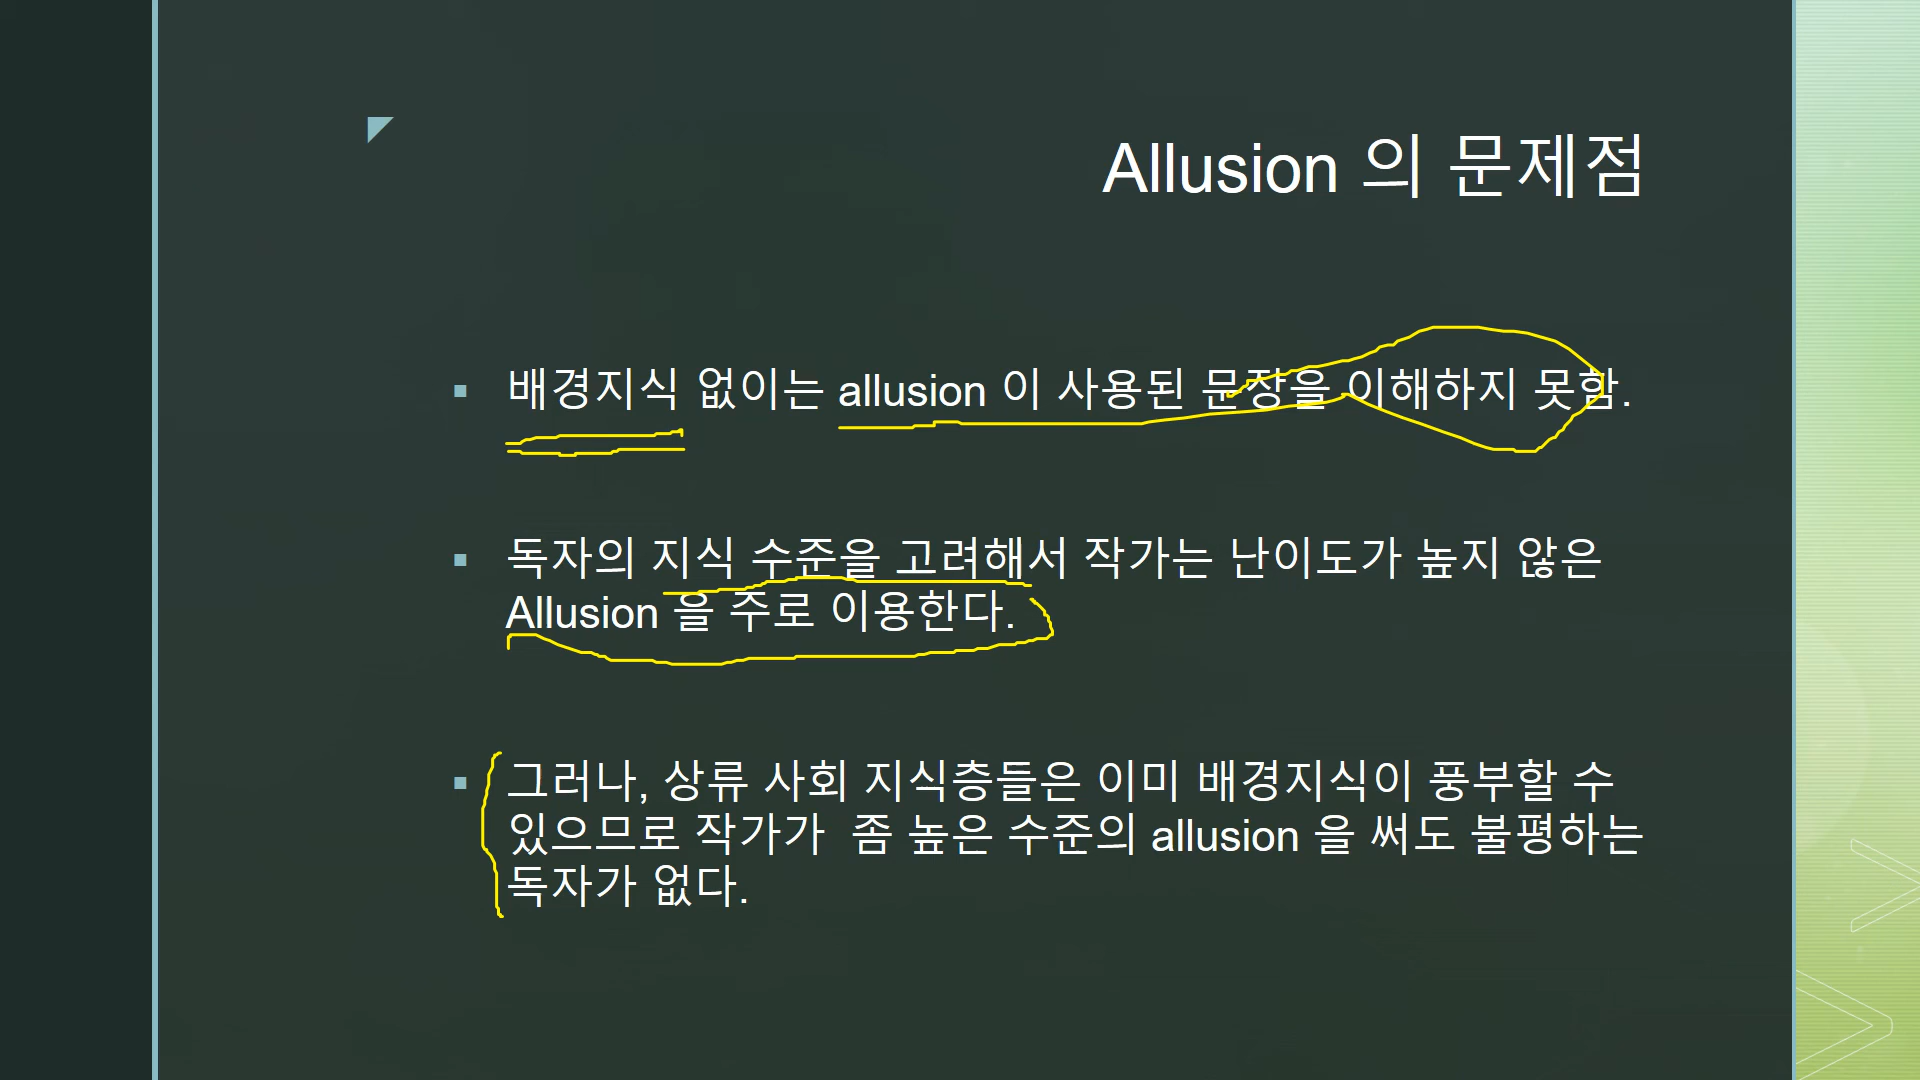 Allusion 의 문제점
배경지식 없이는 allusion 이 사용된 문장을 이해하지 못함.
독자의 지식 수준을 고려해서 작가는 난이도가 높지 않은
Allusion 을 주로 이용한다.
그러나, 상류 사회 지식층들은 이미 배경지식이 풍부할 수
있으므로 작가가  좀 높은 수준의 allusion 을 써도 불평하는
독자가 없다.